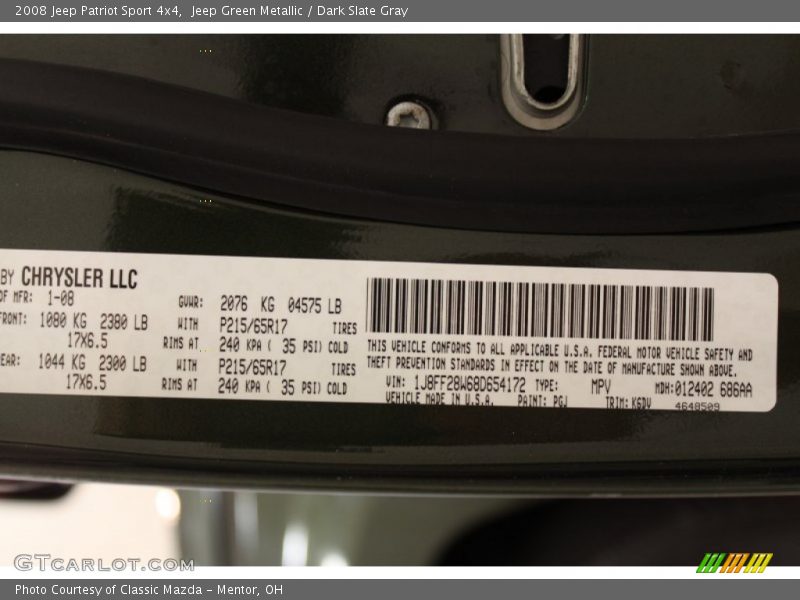 2008 Jeep Patriot Sport 4x4,  Jeep Green Metallic / Dark Slate Gray
BY CHRYSLER LLC
OF MFR: 1-08
GVWR: 2076 KG 04575 LB
FRONT: 1080 KG 2380 LB WITH P215/65R17 TIRES
17X6.5 RIMS AT 240 KPA ( 35 PSI) COLD
EAR: 1044 KG 2300 LB WITH P215/65R17 TIRES
17X6.5 RIMS AT 240 KPA ( 35 PSI) COLD
THIS VEHICLE CONFORMS TO ALL APPLICABLE U.S.A. FEDERAL MOTOR VEHICLE SAFETY AND
THEFT PREVENTION STANDARDS IN EFFECT ON THE DATE OF MANUFACTURE SHOWN ABOVE.
VIN: 1J8FF28W68D654172 TYPE: MPV MDH:012402 686AA
VEHICLE MADE IN U.S.A. PAINT: PGJ TRIM: K6DV 4648509
GTCARLOT.COM
Photo Courtesy of Classic Mazda - Mentor, OH